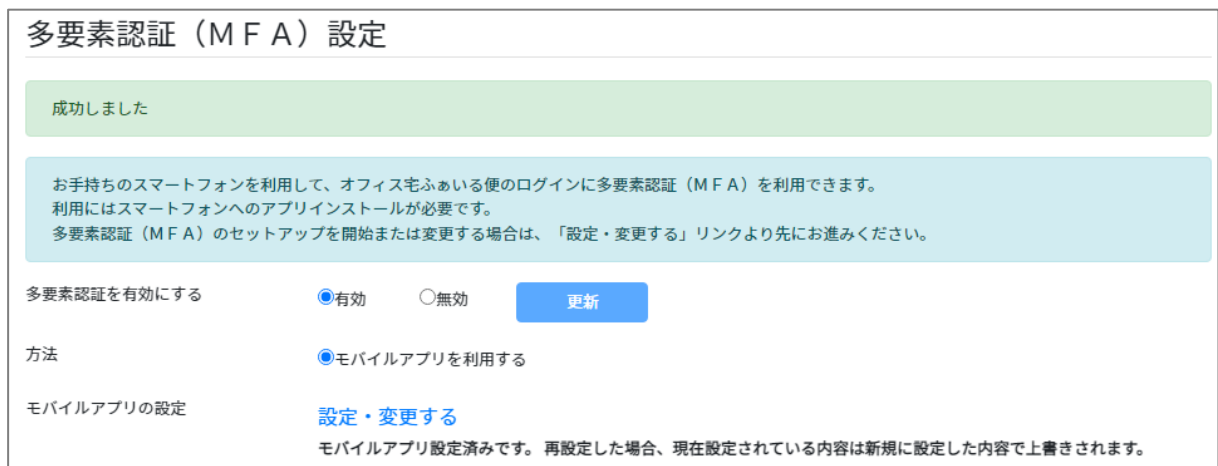 多要素認証（ＭＦＡ）設定
成功しました
お手持ちのスマートフォンを利用して、オフィス宅ふぁいる便のログインに多要素認証（ＭＦＡ）を利用できます。
利用にはスマートフォンへのアプリインストールが必要です。
多要素認証（ＭＦＡ）のセットアップを開始または変更する場合は、「設定・変更する」リンクより先にお進みください。
多要素認証を有効にする 有効 無効 更新
方法 モバイルアプリを利用する
モバイルアプリの設定 設定・変更する
モバイルアプリ設定済みです。 再設定した場合、現在設定されている内容は新規に設定した内容で上書きされます。